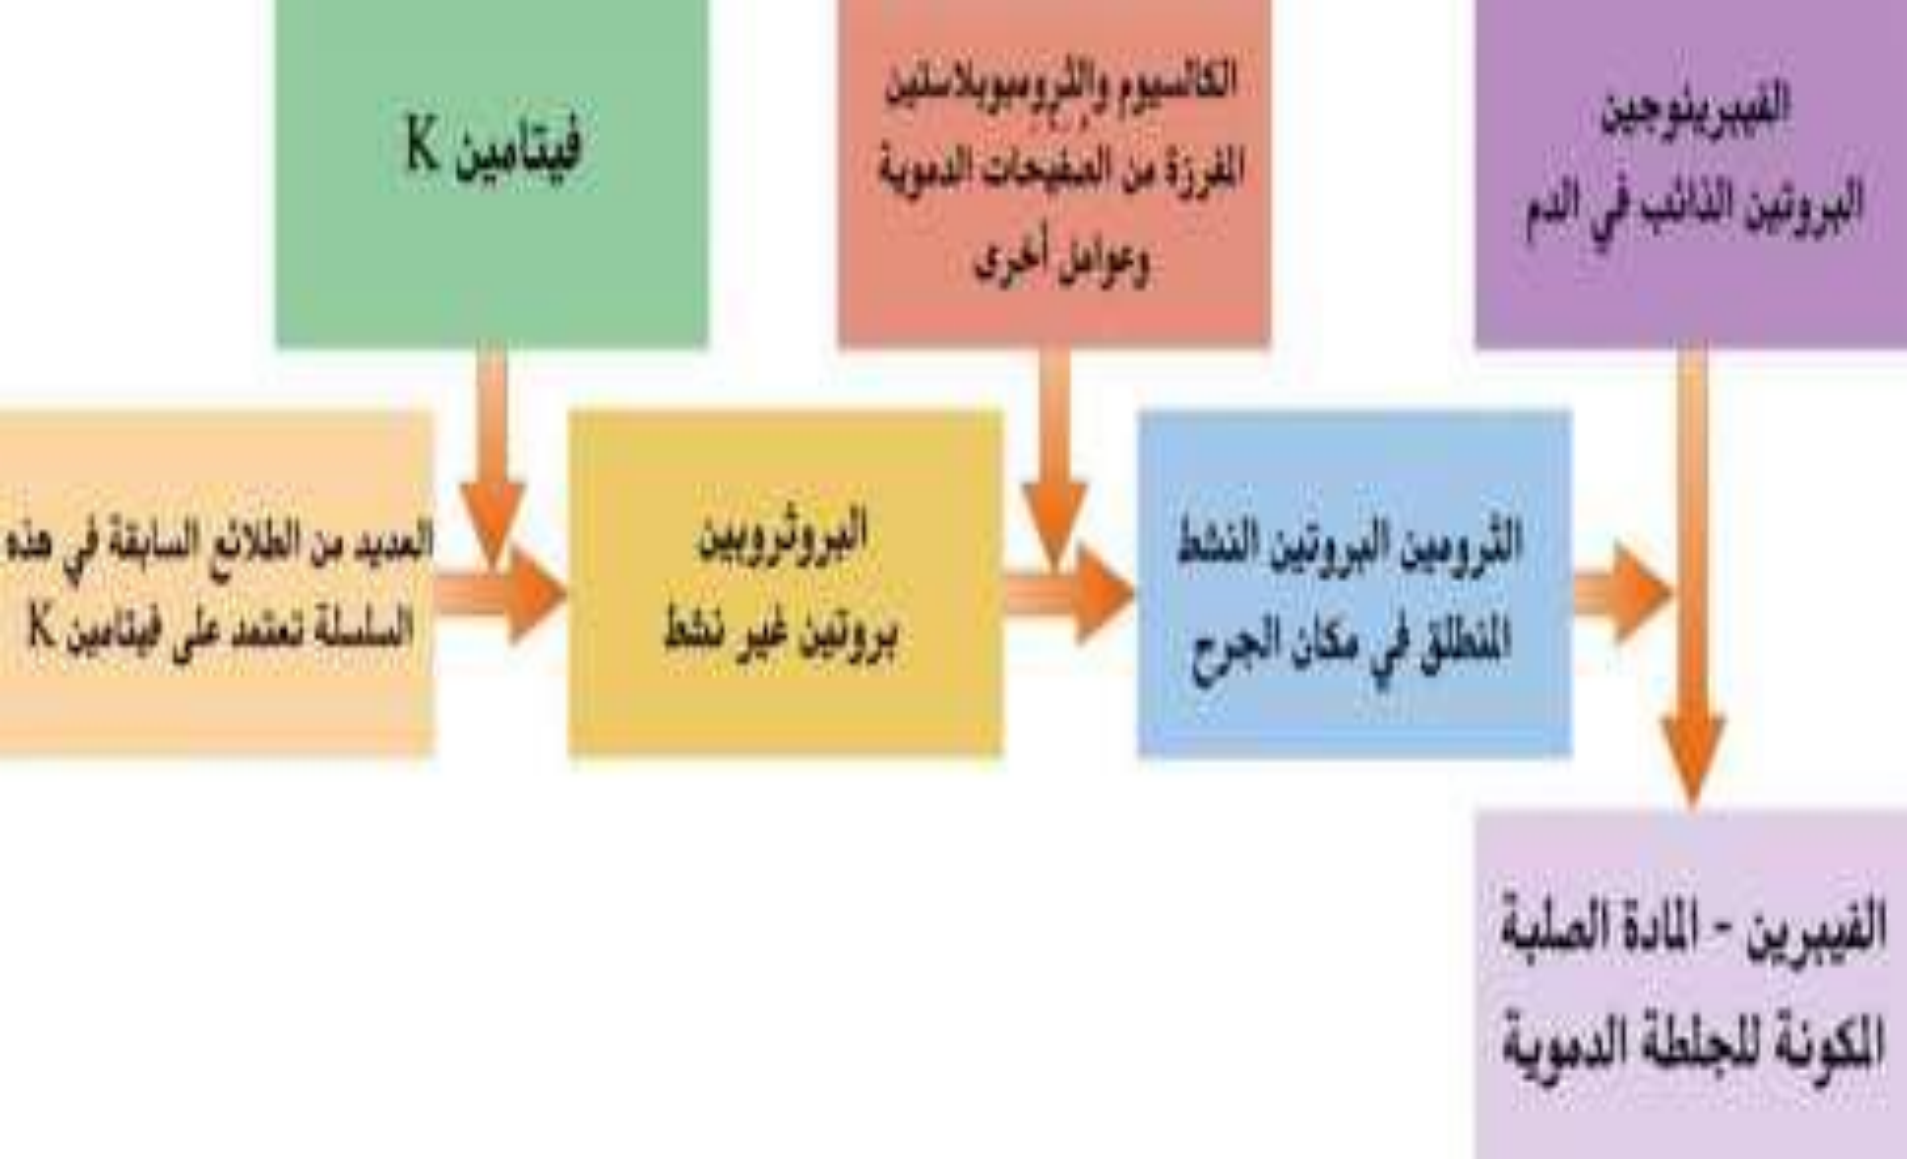 فيتامين K
الكالسيوم والثرومبوبلاستين
المفرزة من الصفيحات الدموية
وعوامل أخرى
الفيبرينوجين
البروتين الذائب في الدم
العديد من الطلائع السابقة في هذه
السلسلة تعتمد على فيتامين K
البروثروبين
بروتين غير نشط
الثرومبين البروتين النشط
المنطلق في مكان الجرح
الفيبرين - المادة الصلبة
المكونة للجلطة الدموية